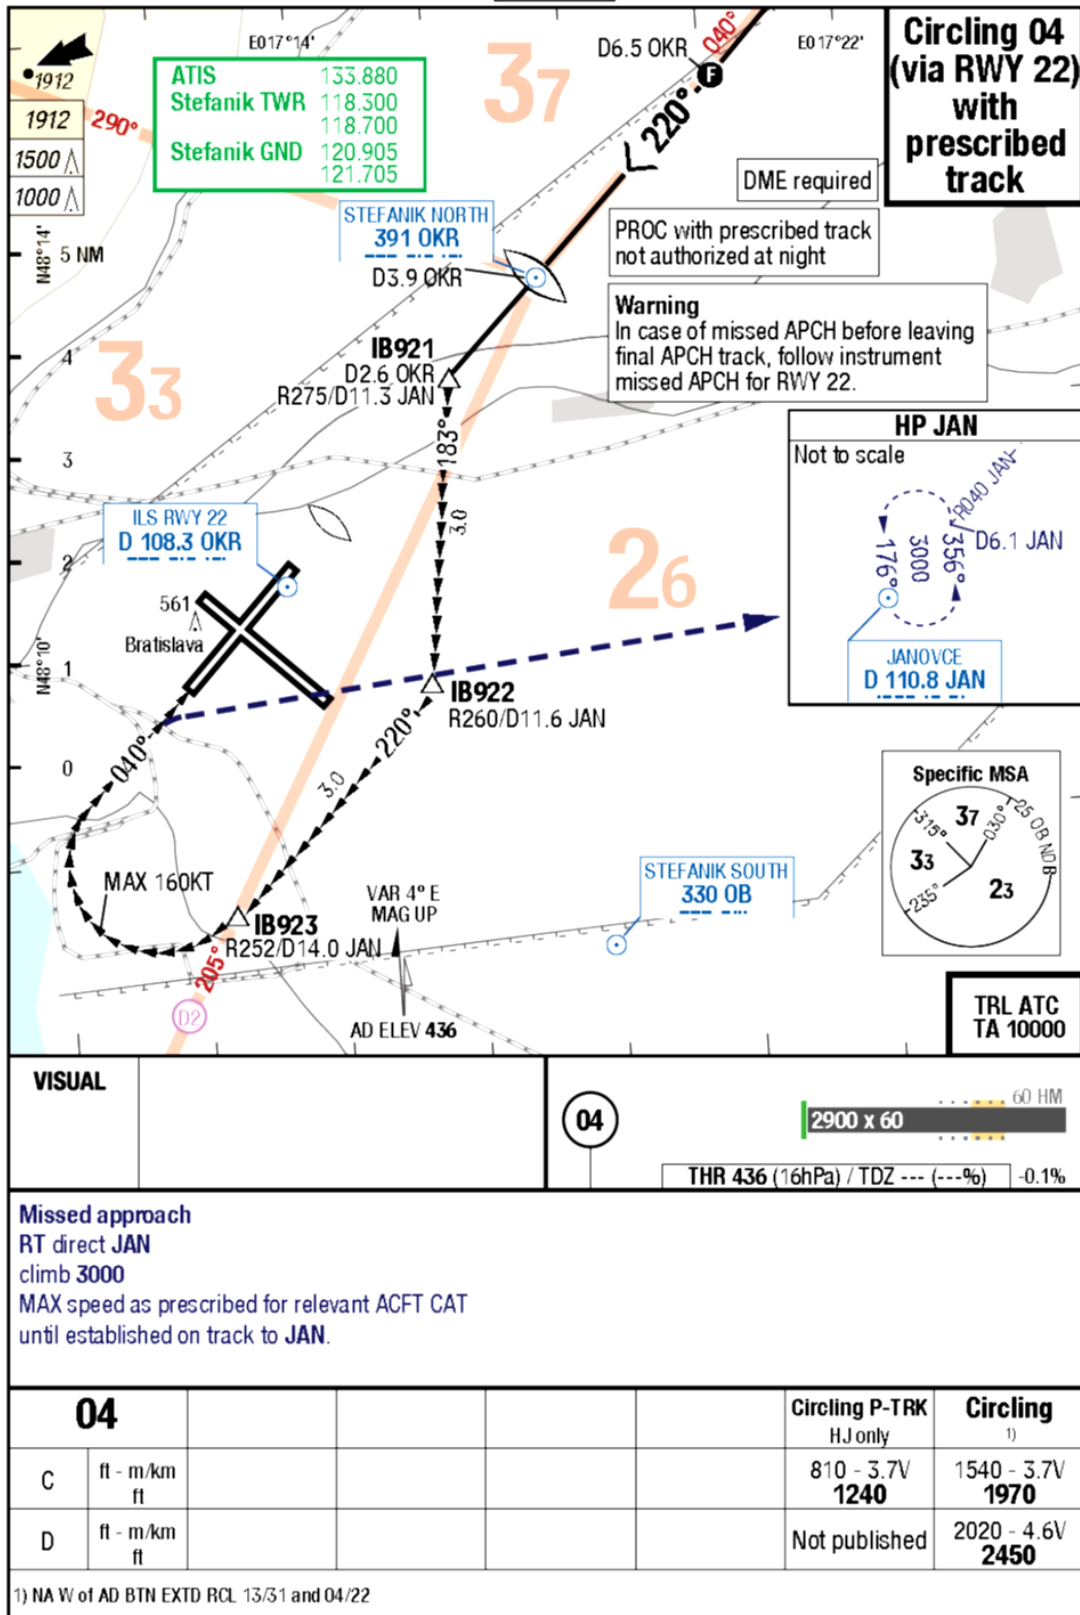 E017°14'
D6.5 OKR
040°
E017°22'
Circling 04
(via RWY 22)
with
prescribed
track
1912
1912
1500
1000
290°
ATIS 133.880
Stefanik TWR 118.300
118.700
Stefanik GND 120.905
121.705
37
F
220°
DME required
PROC with prescribed track
not authorized at night
Warning
In case of missed APCH before leaving
final APCH track, follow instrument
missed APCH for RWY 22.
N48°14'
5 NM
STEFANIK NORTH
391 OKR
D3.9 OKR
4
33
IB921
D2.6 OKR
R275/D11.3 JAN
183°
3.0
3
HP JAN
Not to scale
R040 JAN
D6.1 JAN
176°
3000
356°
JANOVCE
D 110.8 JAN
ILS RWY 22
D 108.3 OKR
2
26
561
Bratislava
N48°10'
1
IB922
R260/D11.6 JAN
220°
040°
0
3.0
Specific MSA
37
315°
030°
25 OB NDB
33
23
235°
MAX 160KT
VAR 4° E
MAG UP
STEFANIK SOUTH
330 OB
IB923
R252/D14.0 JAN
205°
D2
AD ELEV 436
TRL ATC
TA 10000
VISUAL
04
60 HM
2900 x 60
THR 436 (16hPa) / TDZ --- (---%) -0.1%
Missed approach
RT direct JAN
climb 3000
MAX speed as prescribed for relevant ACFT CAT
until established on track to JAN.
04
Circling P-TRK
HJ only
Circling
1)
C
ft - m/km
ft
810 - 3.7V
1240
1540 - 3.7V
1970
D
ft - m/km
ft
Not published
2020 - 4.6V
2450
1) NA W of AD BTN EXTD RCL 13/31 and 04/22